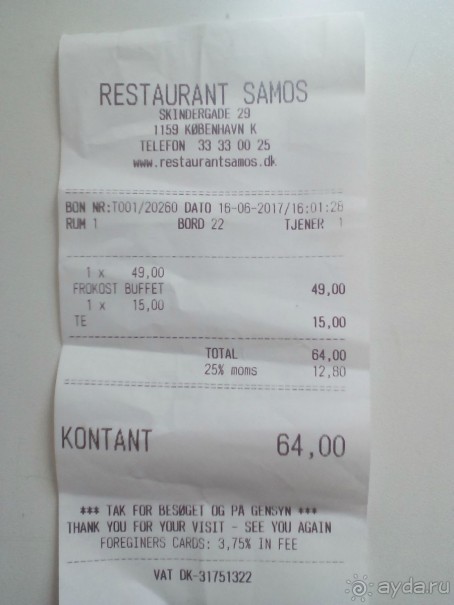 RESTAURANT SAMOS
SKINDERGADE 29
1159 KØBENHAVN K
TELEFON 33 33 00 25
www.restaurantsamos.dk
BON NR:T001/20260 DATO 16-06-2017/16:01:26
RUM 1 BORD 22 TJENER 1
1 x 49,00
FROKOST BUFFET 49,00
1 x 15,00
TE 15,00
TOTAL 64,00
25% moms 12,80
KONTANT 64,00
*** TAK FOR BESØGET OG PÅ GENSYN ***
THANK YOU FOR YOUR VISIT - SEE YOU AGAIN
FOREGINERS CARDS: 3,75% IN FEE
VAT DK-31751322
ayda.ru